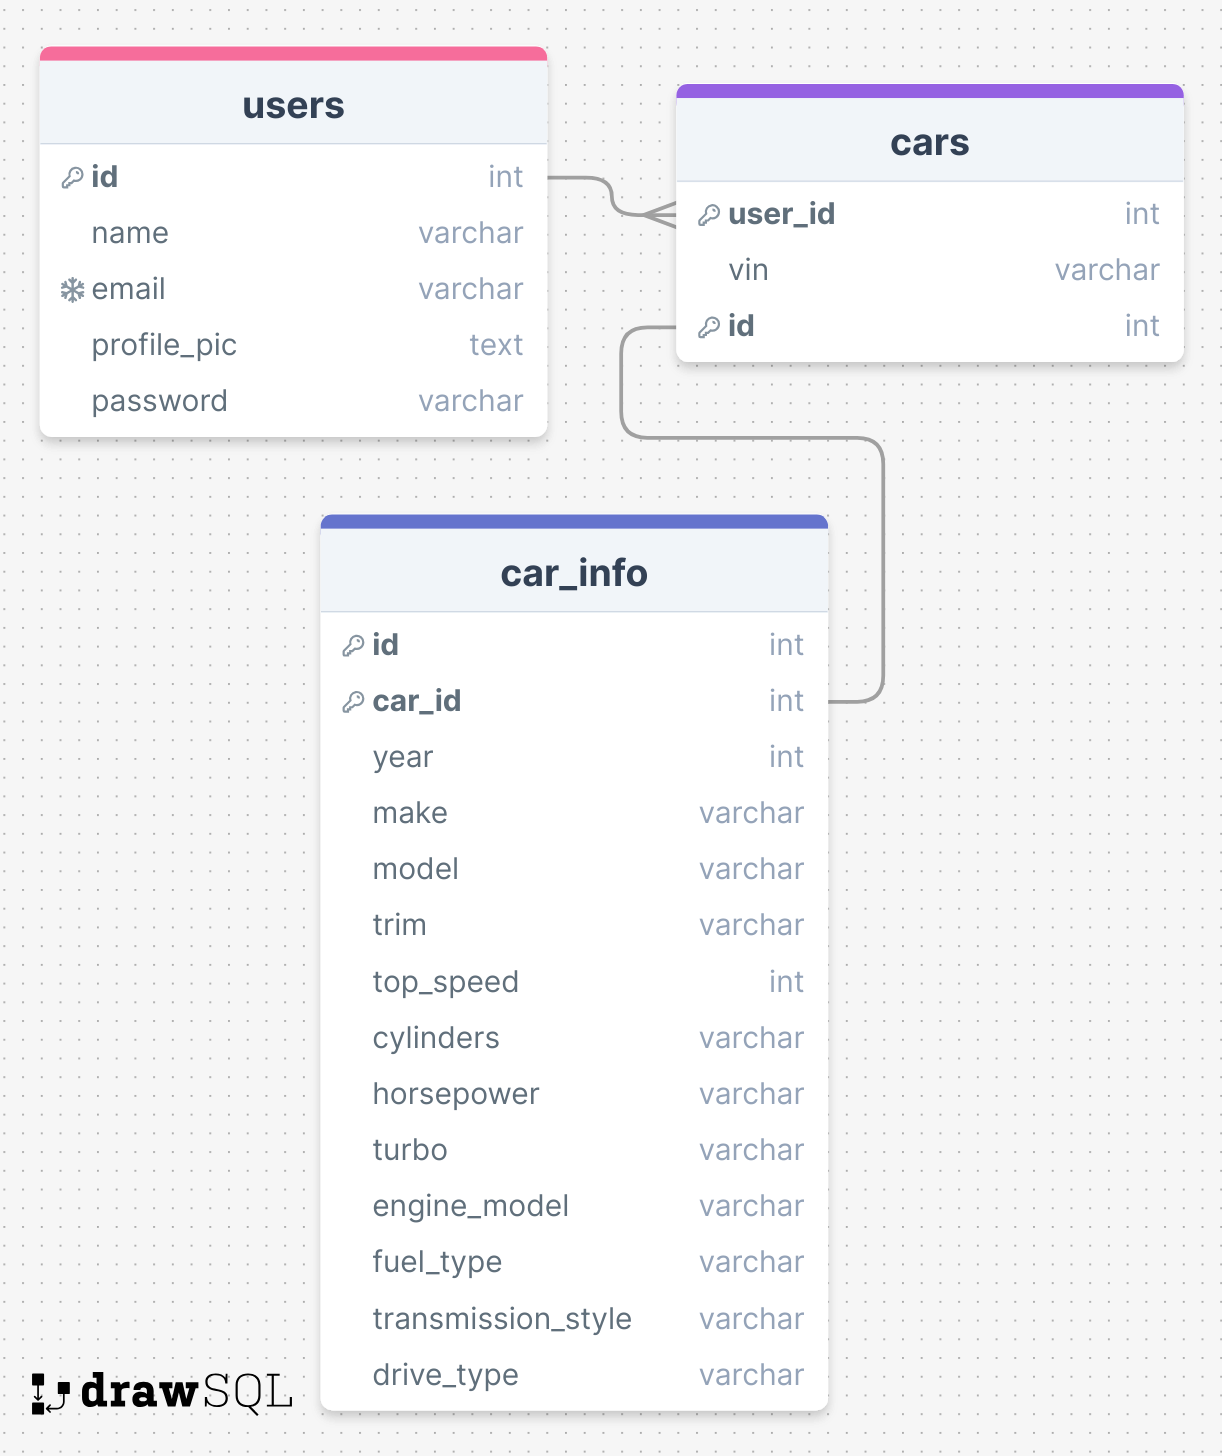 users
id int
name varchar
email varchar
profile_pic text
password varchar
cars
user_id int
vin varchar
id int
car_info
id int
car_id int
year int
make varchar
model varchar
trim varchar
top_speed int
cylinders varchar
horsepower varchar
turbo varchar
engine_model varchar
fuel_type varchar
transmission_style varchar
drive_type varchar
drawSQL